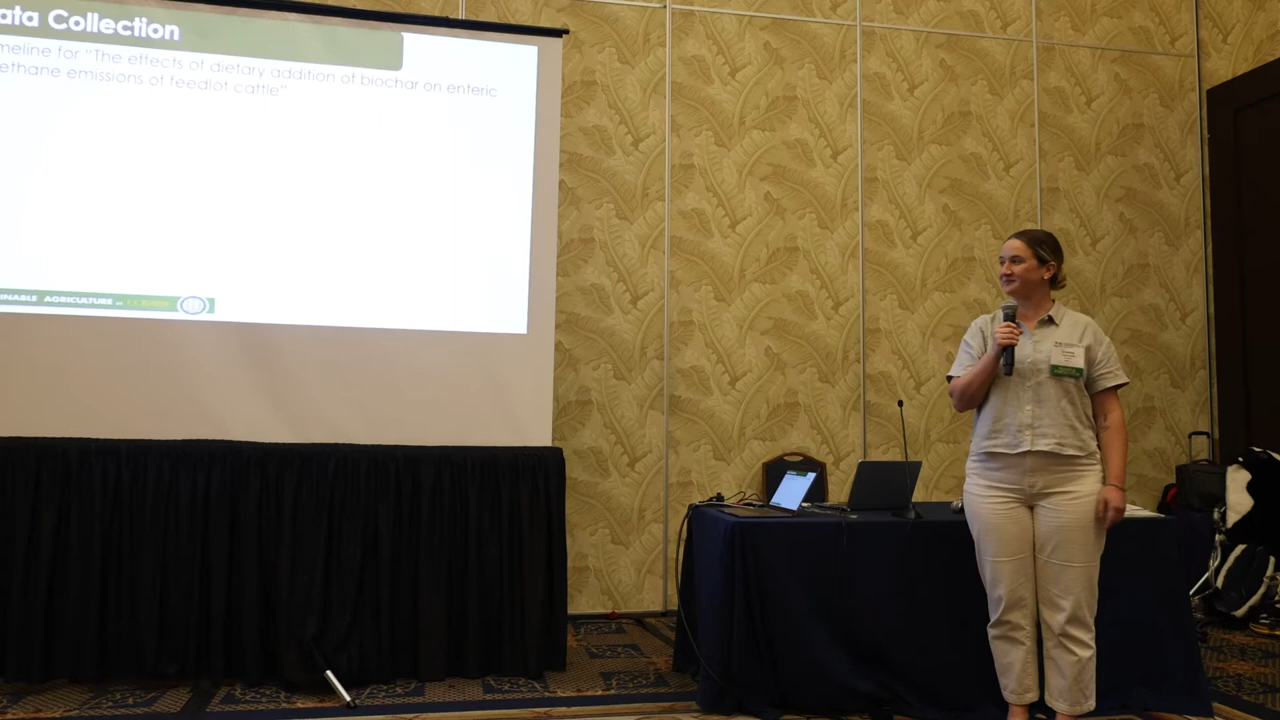 ata Collection
meline for "The effects of dietary addition of biochar on enteric
ethane emissions of feedlot cattle"
INABLE AGRICULTURE at